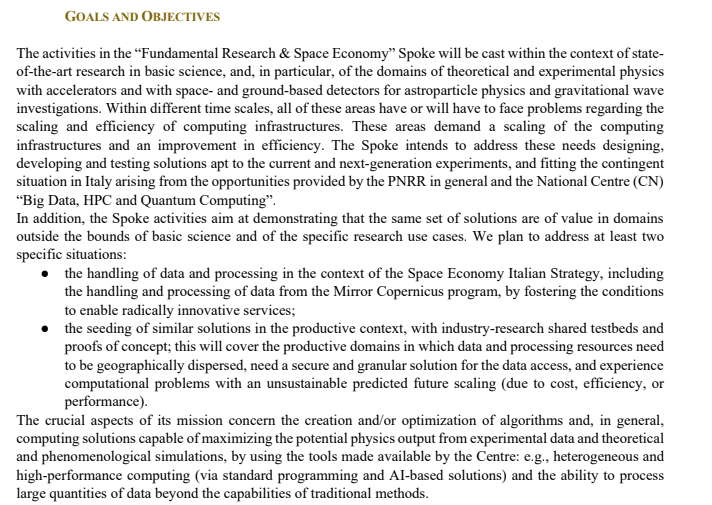 GOALS AND OBJECTIVES
The activities in the “Fundamental Research & Space Economy” Spoke will be cast within the context of state-
of-the-art research in basic science, and, in particular, of the domains of theoretical and experimental physics
with accelerators and with space- and ground-based detectors for astroparticle physics and gravitational wave
investigations. Within different time scales, all of these areas have or will have to face problems regarding the
scaling and efficiency of computing infrastructures. These areas demand a scaling of the computing
infrastructures and an improvement in efficiency. The Spoke intends to address these needs designing,
developing and testing solutions apt to the current and next-generation experiments, and fitting the contingent
situation in Italy arising from the opportunities provided by the PNRR in general and the National Centre (CN)
“Big Data, HPC and Quantum Computing”.
In addition, the Spoke activities aim at demonstrating that the same set of solutions are of value in domains
outside the bounds of basic science and of the specific research use cases. We plan to address at least two
specific situations:
● the handling of data and processing in the context of the Space Economy Italian Strategy, including
the handling and processing of data from the Mirror Copernicus program, by fostering the conditions
to enable radically innovative services;
● the seeding of similar solutions in the productive context, with industry-research shared testbeds and
proofs of concept; this will cover the productive domains in which data and processing resources need
to be geographically dispersed, need a secure and granular solution for the data access, and experience
computational problems with an unsustainable predicted future scaling (due to cost, efficiency, or
performance).
The crucial aspects of its mission concern the creation and/or optimization of algorithms and, in general,
computing solutions capable of maximizing the potential physics output from experimental data and theoretical
and phenomenological simulations, by using the tools made available by the Centre: e.g., heterogeneous and
high-performance computing (via standard programming and AI-based solutions) and the ability to process
large quantities of data beyond the capabilities of traditional methods.